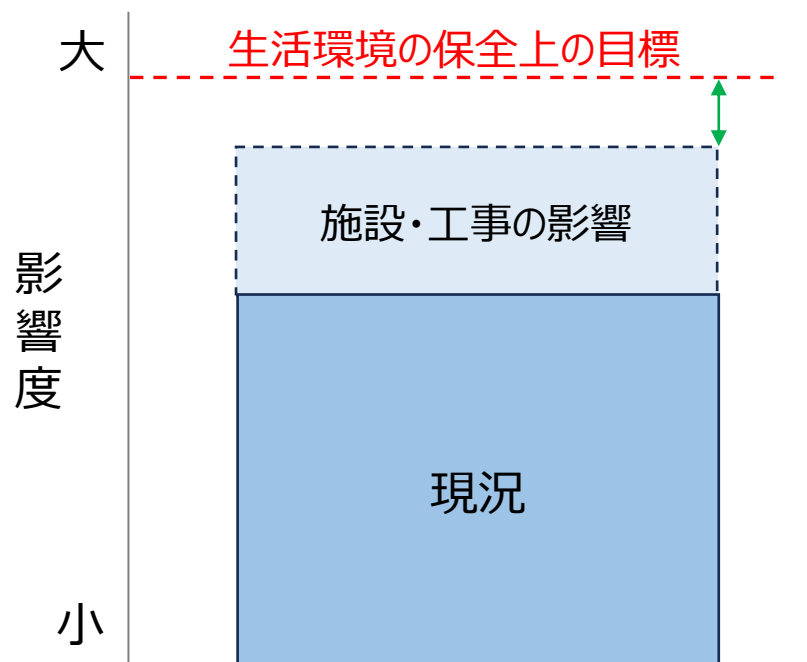 大
生活環境の保全上の目標
施設・工事の影響
影響度
現況
小